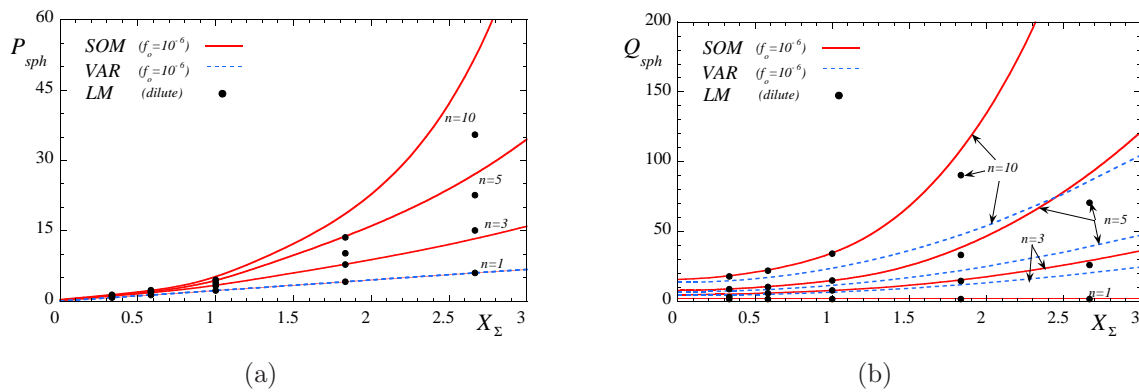 60
45
30
15
0
P_sph
SOM (f_o=10^-6)
VAR (f_o=10^-6)
LM (dilute)
n=10
n=5
n=3
n=1
0 0.5 1 1.5 2 2.5 3
X_Σ
(a)
200
150
100
50
0
Q_sph
SOM (f_o=10^-6)
VAR (f_o=10^-6)
LM (dilute)
n=10
n=5
n=3
n=1
0 0.5 1 1.5 2 2.5 3
X_Σ
(b)